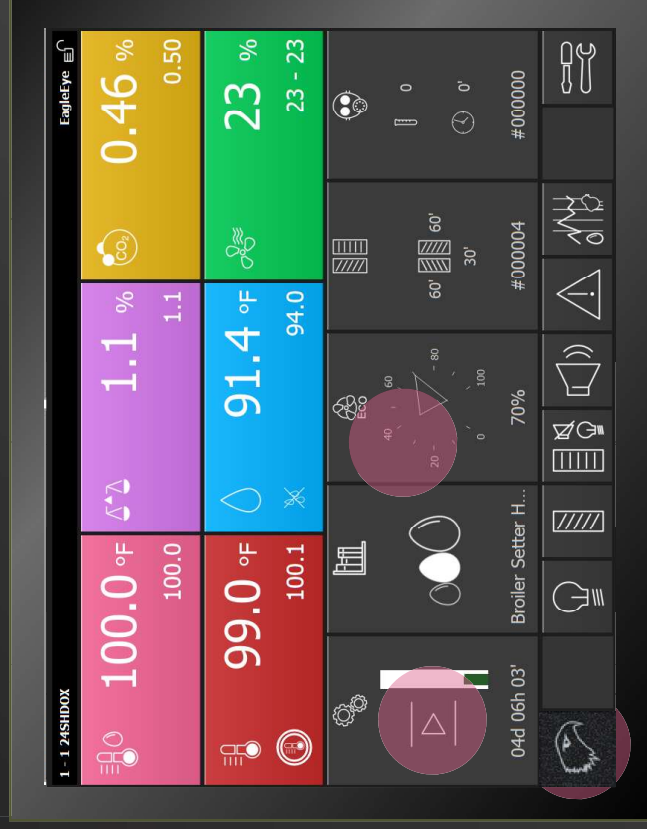 1 - 1 24SHDOX
EagleEye
100.0 °F
100.0
1.1 %
1.1
CO₂
0.46 %
0.50
99.0 °F
100.1
91.4 °F
94.0
23 %
23 - 23
04d 06h 03'
Broiler Setter H...
ECO
40 60
20 - - 80
0 100
70%
60' 60'
30'
#000004
0
0'
#000000